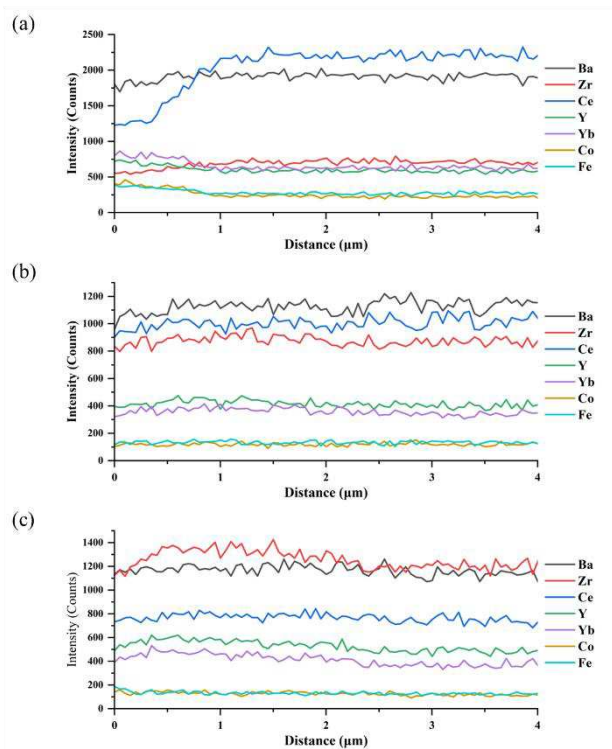 (a)
2500
2000
1500
1000
500
0
Intensity (Counts)
0 1 2 3 4
Distance (µm)
Ba
Zr
Ce
Y
Yb
Co
Fe
(b)
1200
1000
800
600
400
200
0
Intensity (Counts)
0 1 2 3 4
Distance (µm)
Ba
Zr
Ce
Y
Yb
Co
Fe
(c)
1400
1200
1000
800
600
400
200
0
Intensity (Counts)
0 1 2 3 4
Distance (µm)
Ba
Zr
Ce
Y
Yb
Co
Fe